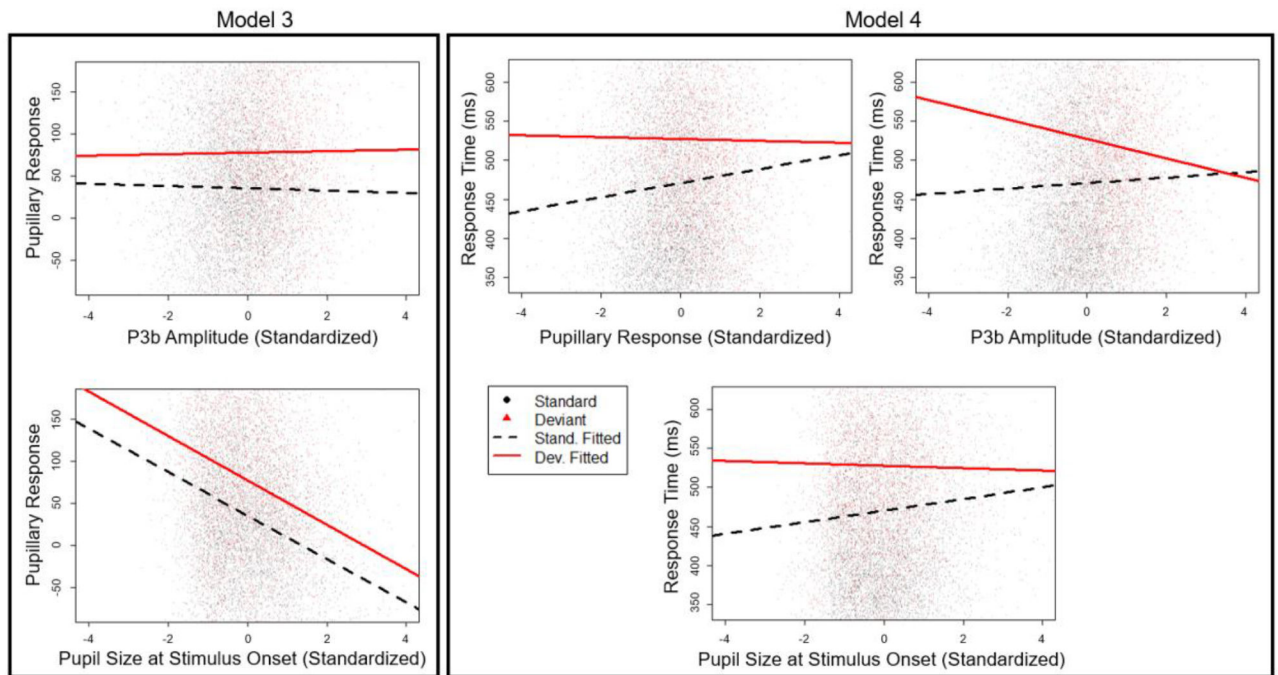 Model 3
Model 4
Pupillary Response
-50 0 50 100 150
-4 -2 0 2 4
P3b Amplitude (Standardized)
Response Time (ms)
350 400 450 500 550 600
-4 -2 0 2 4
Pupillary Response (Standardized)
Response Time (ms)
350 400 450 500 550 600
-4 -2 0 2 4
P3b Amplitude (Standardized)
Pupillary Response
-50 0 50 100 150
-4 -2 0 2 4
Pupil Size at Stimulus Onset (Standardized)
Standard
Deviant
Stand. Fitted
Dev. Fitted
Response Time (ms)
350 400 450 500 550 600
-4 -2 0 2 4
Pupil Size at Stimulus Onset (Standardized)